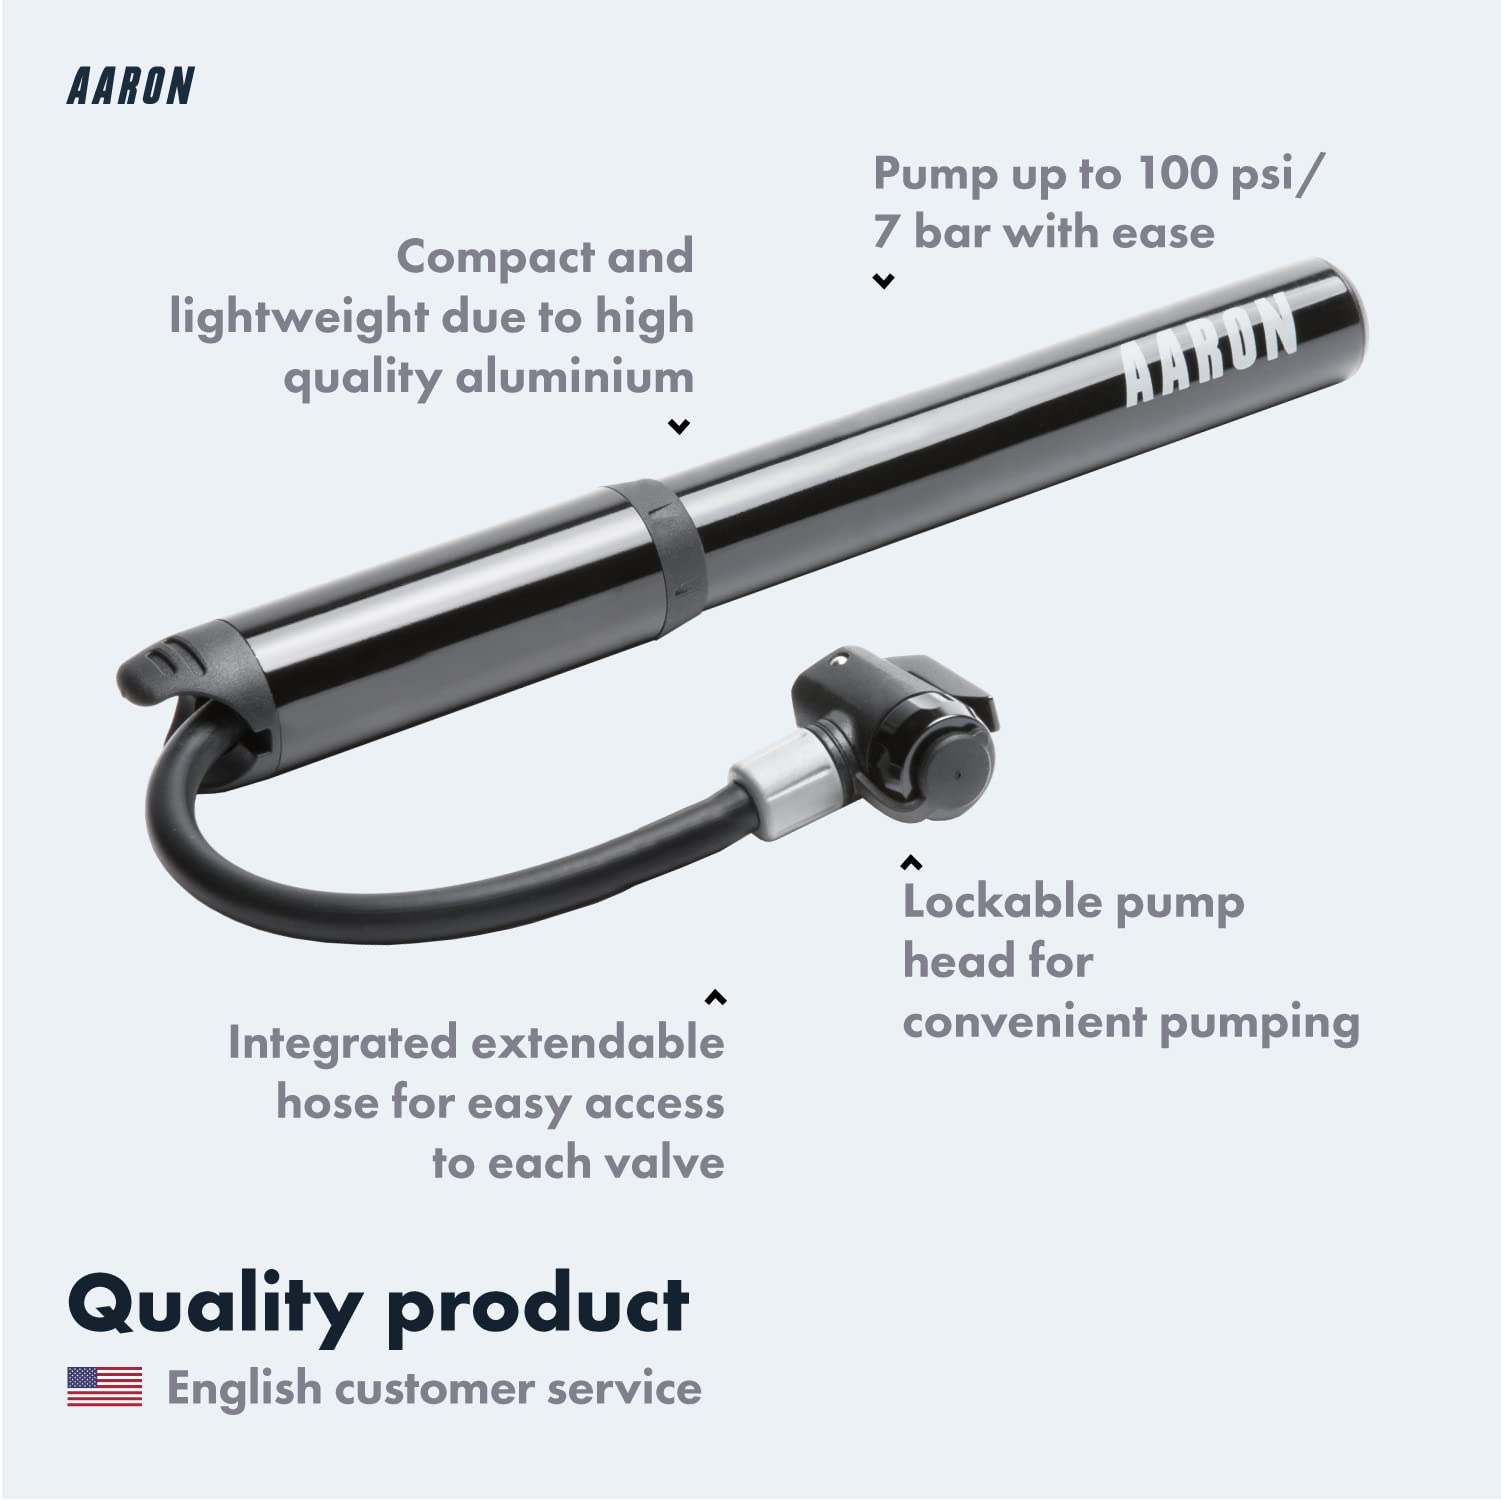 AARON
Pump up to 100 psi/
7 bar with ease
Compact and
lightweight due to high
quality aluminium
AARON
Lockable pump
head for
convenient pumping
Integrated extendable
hose for easy access
to each valve
Quality product
English customer service